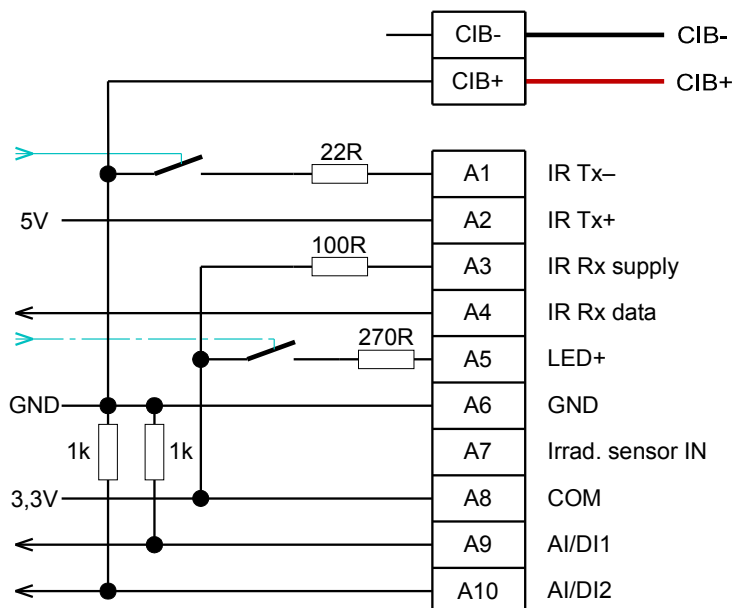 CIB- CIB-
CIB+ CIB+
22R A1 IR Tx–
5V A2 IR Tx+
100R A3 IR Rx supply
A4 IR Rx data
270R A5 LED+
GND A6 GND
1k 1k A7 Irrad. sensor IN
3,3V A8 COM
A9 AI/DI1
A10 AI/DI2